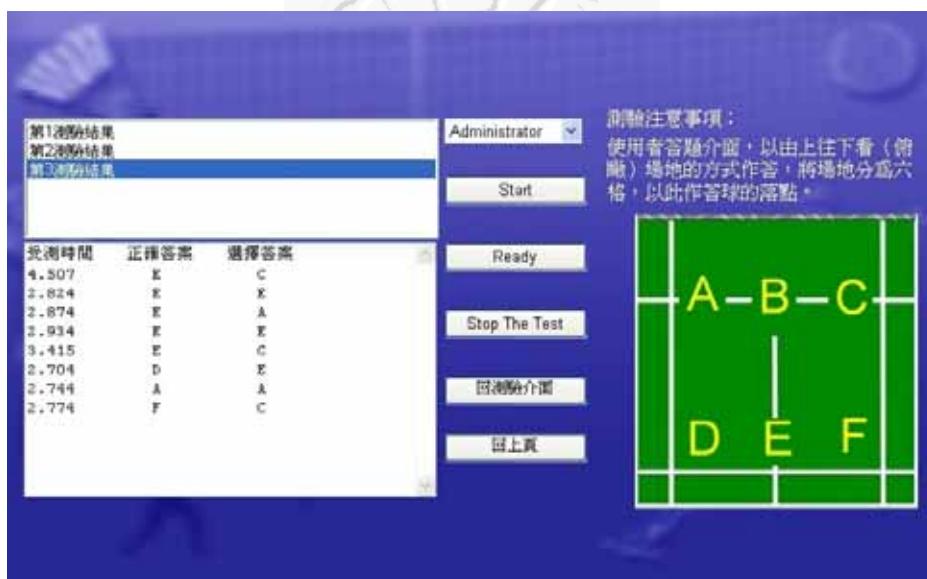 第1測驗結果
第2測驗結果
第3測驗結果
受測時間 正確答案 選擇答案
4.507 E C
2.824 E E
2.874 E A
2.934 E E
3.415 E C
2.704 D E
2.744 A A
2.774 F C
Administrator
Start
Ready
Stop The Test
回測驗介面
回上頁
測驗注意事項：
使用者答題介面，以由上往下看（俯
瞰）場地的方式作答，將場地分為六
格，以此作答球的落點。
A B C
D E F